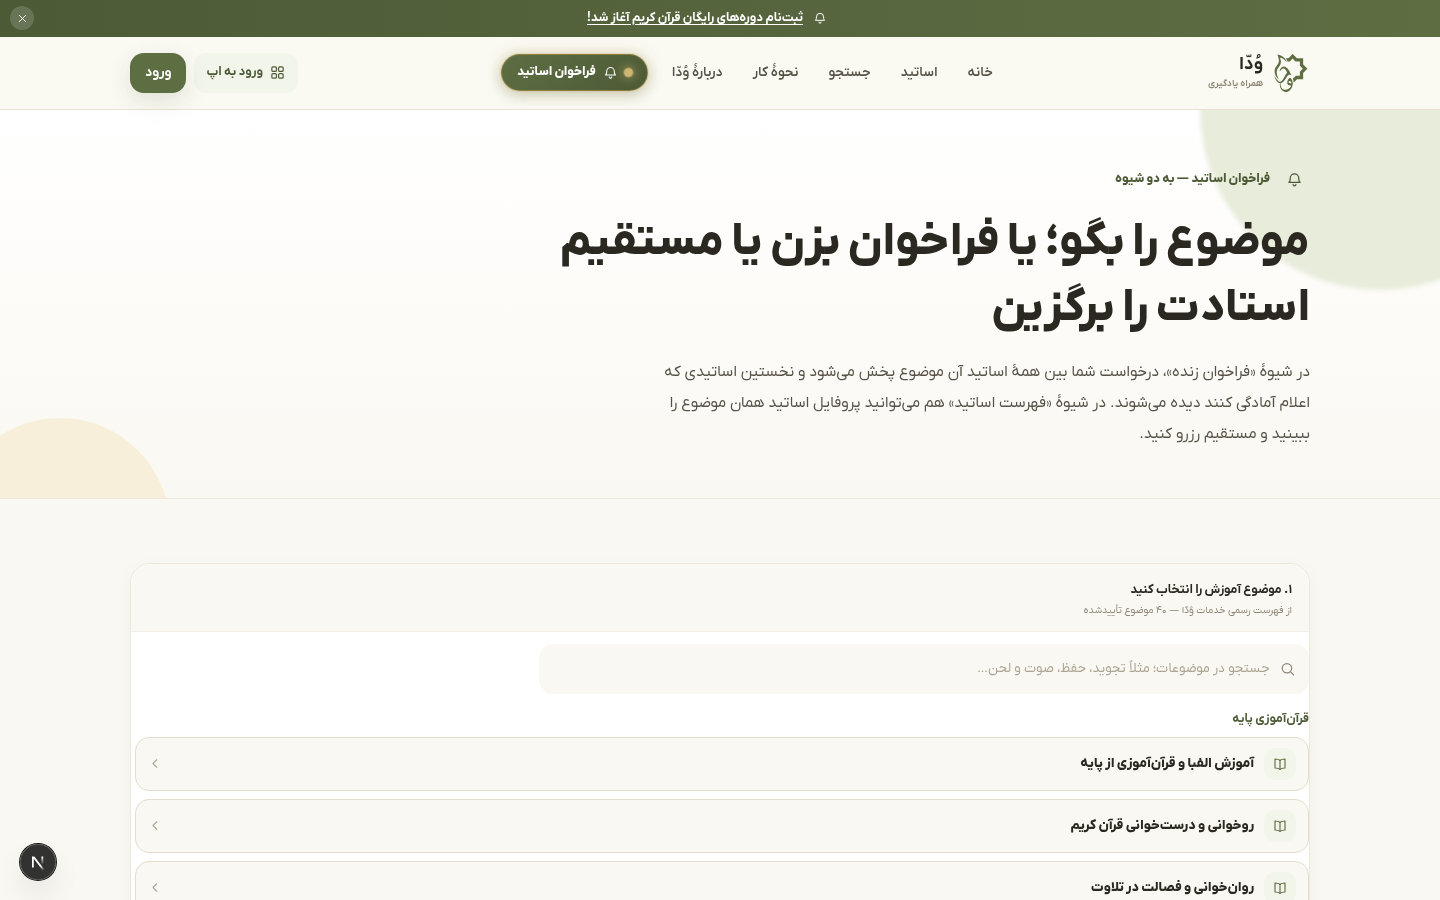 ثبت‌نام دوره‌های رایگان قرآن کریم آغاز شد!
وُدّا
همراه یادگیری
خانه
اساتید
جستجو
نحوهٔ کار
دربارهٔ وُدّا
فراخوان اساتید
ورود به اپ
ورود
فراخوان اساتید — به دو شیوه
موضوع را بگو؛ یا فراخوان بزن یا مستقیم
استادت را برگزین
در شیوهٔ «فراخوان زنده»، درخواست شما بین همهٔ اساتید آن موضوع پخش می‌شود و نخستین اساتیدی که
اعلام آمادگی کنند دیده می‌شوند. در شیوهٔ «فهرست اساتید» هم می‌توانید پروفایل اساتید همان موضوع را
ببینید و مستقیم رزرو کنید.
۱. موضوع آموزش را انتخاب کنید
از فهرست رسمی خدمات وُدّا — ۴۰ موضوع تأییدشده
جستجو در موضوعات؛ مثلاً تجوید، حفظ، صوت و لحن…
قرآن‌آموزی پایه
آموزش الفبا و قرآن‌آموزی از پایه
روخوانی و درست‌خوانی قرآن کریم
روان‌خوانی و فصالت در تلاوت
N